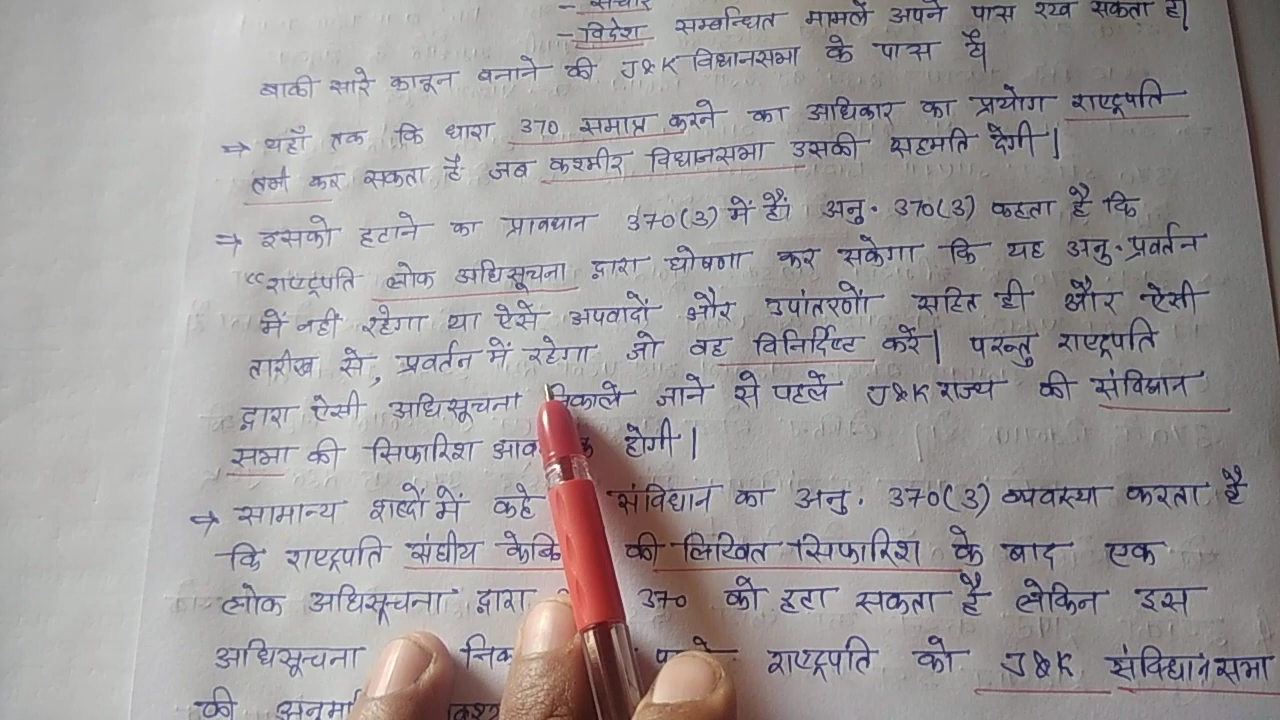 - संचार
- विदेश सम्बन्धित मामले अपने पास रख सकता है।
बाकी सारे कानून बनाने की J&K विधानसभा के पास है।
→ यहाँ तक कि धारा 370 समाप्त करने का अधिकार का प्रयोग राष्ट्रपति
तभी कर सकता है जब कश्मीर विधानसभा उसकी सहमति देगी।
⇒ इसको हटाने का प्रावधान 370(3) में हैं। अनु॰ 370(3) कहता है कि
“राष्ट्रपति लोक अधिसूचना द्वारा घोषणा कर सकेगा कि यह अनु॰ प्रवर्तन
में नही रहेगा या ऐसें अपवादों और उपांतरणों सहित ही और ऐसी
तारीख से, प्रवर्तन में रहेगा जो वह विनिर्दिष्ट करें। परन्तु राष्ट्रपति
द्वारा ऐसी अधिसूचना निकाले जाने से पहलें J&K राज्य की संविधान
सभा की सिफारिश होगी।
→ सामान्य शब्दों में कहे संविधान का अनु॰ 370(3) व्यवस्था करता है
कि राष्ट्रपति संघीय की लिखित सिफारिश के बाद एक
लोक अधिसूचना द्वारा 370 को हटा सकता है लेकिन इस
अधिसूचना राष्ट्रपति को J&K संविधान सभा
की